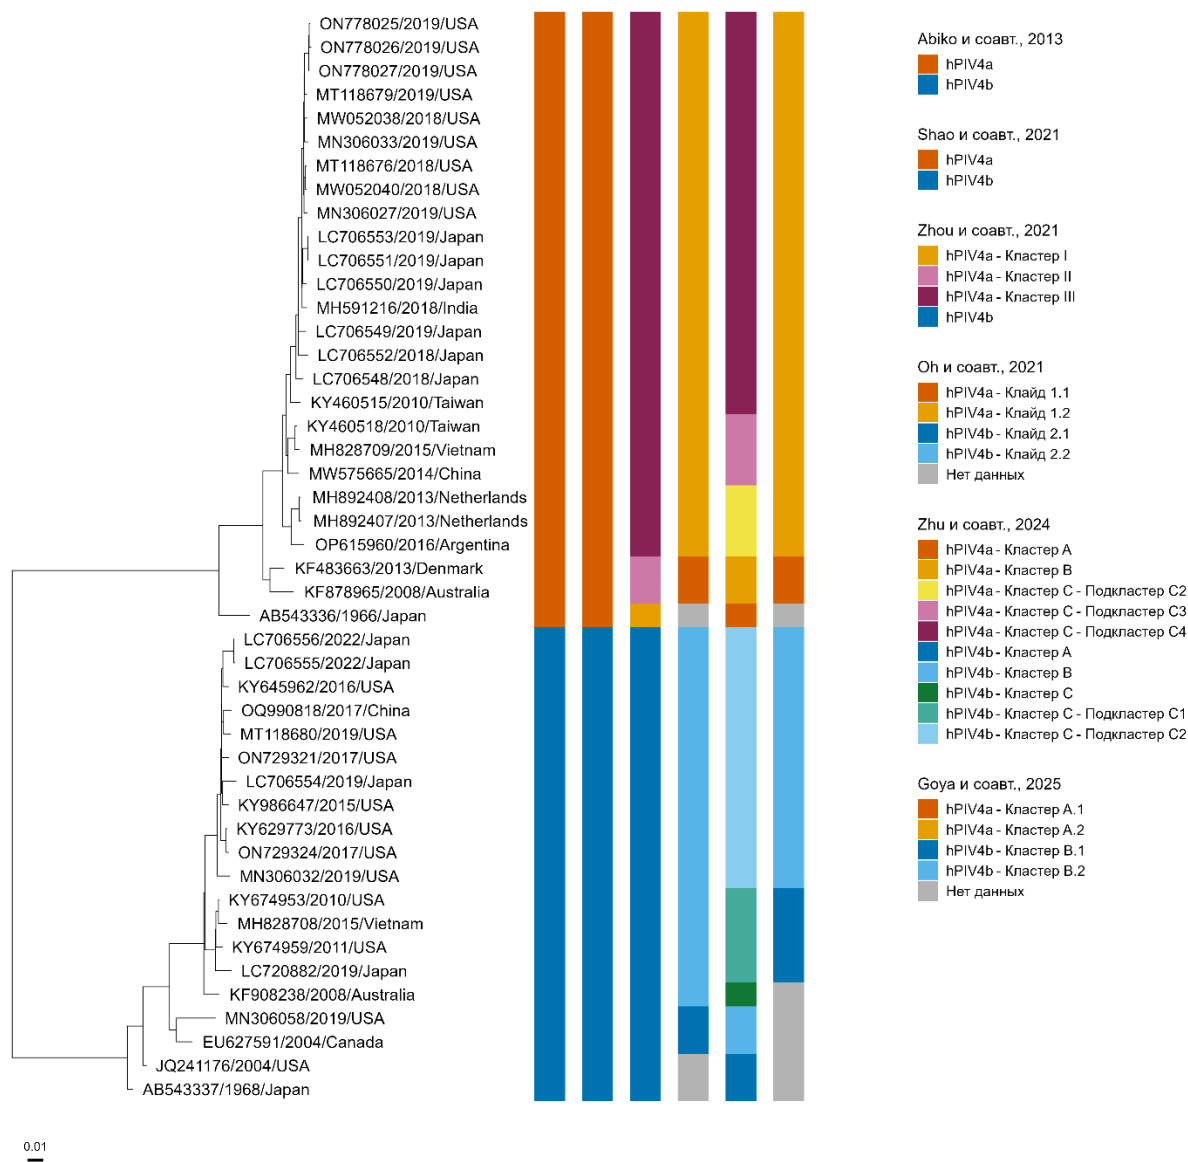 ON778025/2019/USA
ON778026/2019/USA
ON778027/2019/USA
MT118679/2019/USA
MW052038/2018/USA
MN306033/2019/USA
MT118676/2018/USA
MW052040/2018/USA
MN306027/2019/USA
LC706553/2019/Japan
LC706551/2019/Japan
LC706550/2019/Japan
MH591216/2018/India
LC706549/2019/Japan
LC706552/2018/Japan
LC706548/2018/Japan
KY460515/2010/Taiwan
KY460518/2010/Taiwan
MH828709/2015/Vietnam
MW575665/2014/China
MH892408/2013/Netherlands
MH892407/2013/Netherlands
OP615960/2016/Argentina
KF483663/2013/Denmark
KF878965/2008/Australia
AB543336/1966/Japan
LC706556/2022/Japan
LC706555/2022/Japan
KY645962/2016/USA
OQ990818/2017/China
MT118680/2019/USA
ON729321/2017/USA
LC706554/2019/Japan
KY986647/2015/USA
KY629773/2016/USA
ON729324/2017/USA
MN306032/2019/USA
KY674953/2010/USA
MH828708/2015/Vietnam
KY674959/2011/USA
LC720882/2019/Japan
KF908238/2008/Australia
MN306058/2019/USA
EU627591/2004/Canada
JQ241176/2004/USA
AB543337/1968/Japan
0.01
Abiko и соавт., 2013
hPIV4a
hPIV4b
Shao и соавт., 2021
hPIV4a
hPIV4b
Zhou и соавт., 2021
hPIV4a - Кластер I
hPIV4a - Кластер II
hPIV4a - Кластер III
hPIV4b
Oh и соавт., 2021
hPIV4a - Клайд 1.1
hPIV4a - Клайд 1.2
hPIV4b - Клайд 2.1
hPIV4b - Клайд 2.2
Нет данных
Zhu и соавт., 2024
hPIV4a - Кластер A
hPIV4a - Кластер B
hPIV4a - Кластер C - Подкластер C2
hPIV4a - Кластер C - Подкластер C3
hPIV4a - Кластер C - Подкластер C4
hPIV4b - Кластер A
hPIV4b - Кластер B
hPIV4b - Кластер C
hPIV4b - Кластер C - Подкластер C1
hPIV4b - Кластер C - Подкластер C2
Goya и соавт., 2025
hPIV4a - Кластер A.1
hPIV4a - Кластер A.2
hPIV4b - Кластер B.1
hPIV4b - Кластер B.2
Нет данных